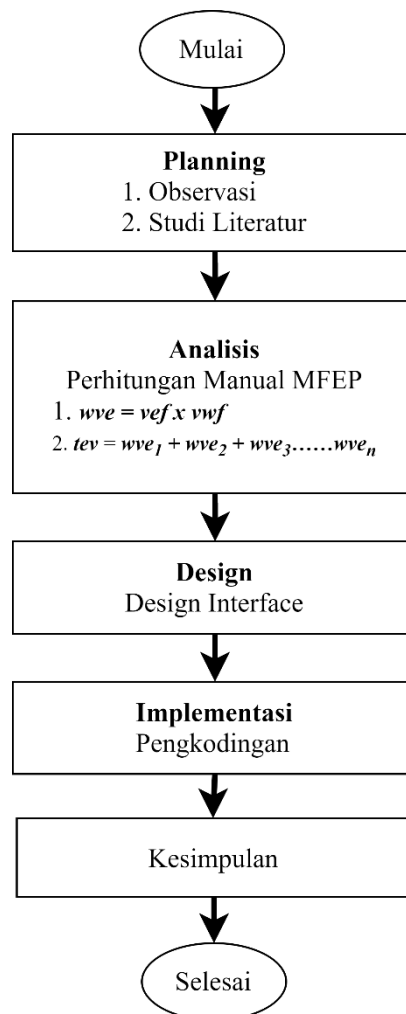 Mulai
Planning
1. Observasi
2. Studi Literatur
Analisis
Perhitungan Manual MFEP
1. wve = vef x vwf
2. tev = wve₁ + wve₂ + wve₃......wveₙ
Design
Design Interface
Implementasi
Pengkodingan
Kesimpulan
Selesai